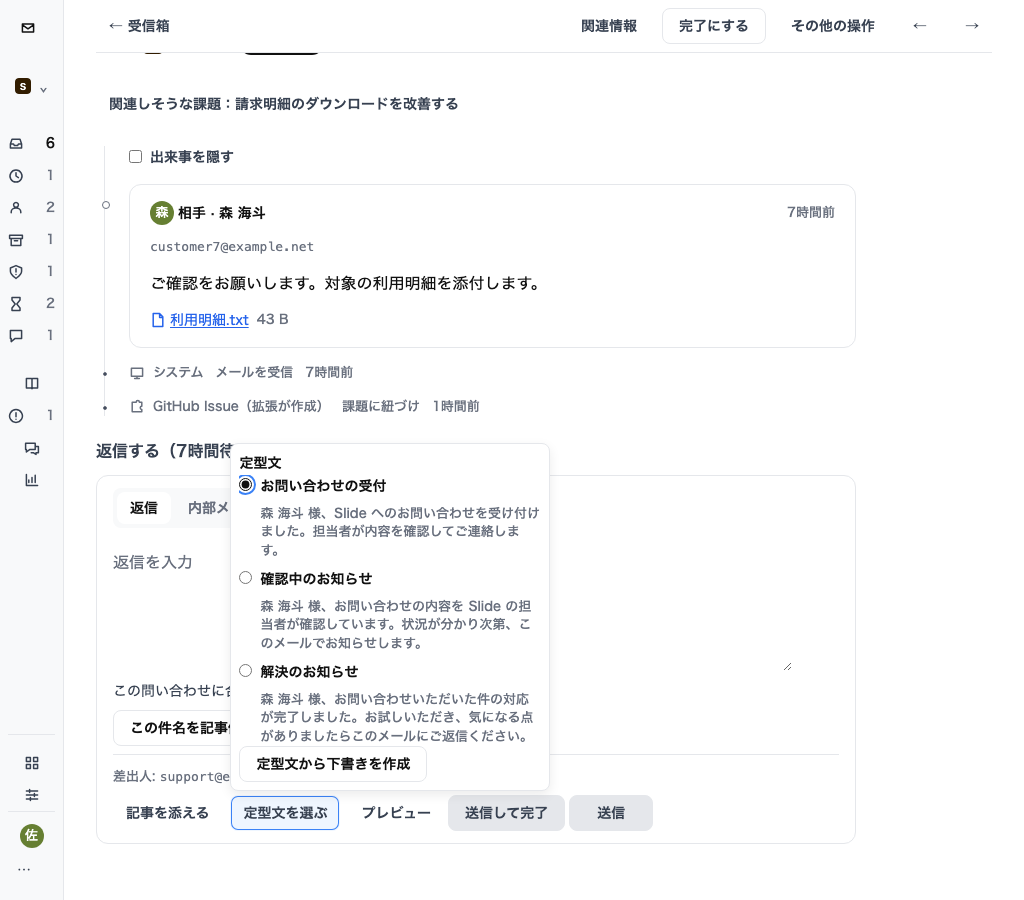 ← 受信箱
関連情報
完了にする
その他の操作
←
→
S
6
1
2
1
1
2
1
1
関連しそうな課題：請求明細のダウンロードを改善する
出来事を隠す
森 相手 · 森 海斗
7時間前
customer7@example.net
ご確認をお願いします。対象の利用明細を添付します。
利用明細.txt 43 B
システム メールを受信 7時間前
GitHub Issue（拡張が作成） 課題に紐づけ 1時間前
返信する（7時間待
返信
内部メ
返信を入力
この問い合わせに
この件名を記事
差出人: support@e
定型文
お問い合わせの受付
森 海斗 様、Slide へのお問い合わせを受け付け
ました。担当者が内容を確認してご連絡しま
す。
確認中のお知らせ
森 海斗 様、お問い合わせの内容を Slide の担
当者が確認しています。状況が分かり次第、こ
のメールでお知らせします。
解決のお知らせ
森 海斗 様、お問い合わせいただいた件の対応
が完了しました。お試しいただき、気になる点
がありましたらこのメールにご返信ください。
定型文から下書きを作成
記事を添える
定型文を選ぶ
プレビュー
送信して完了
送信
佐
…